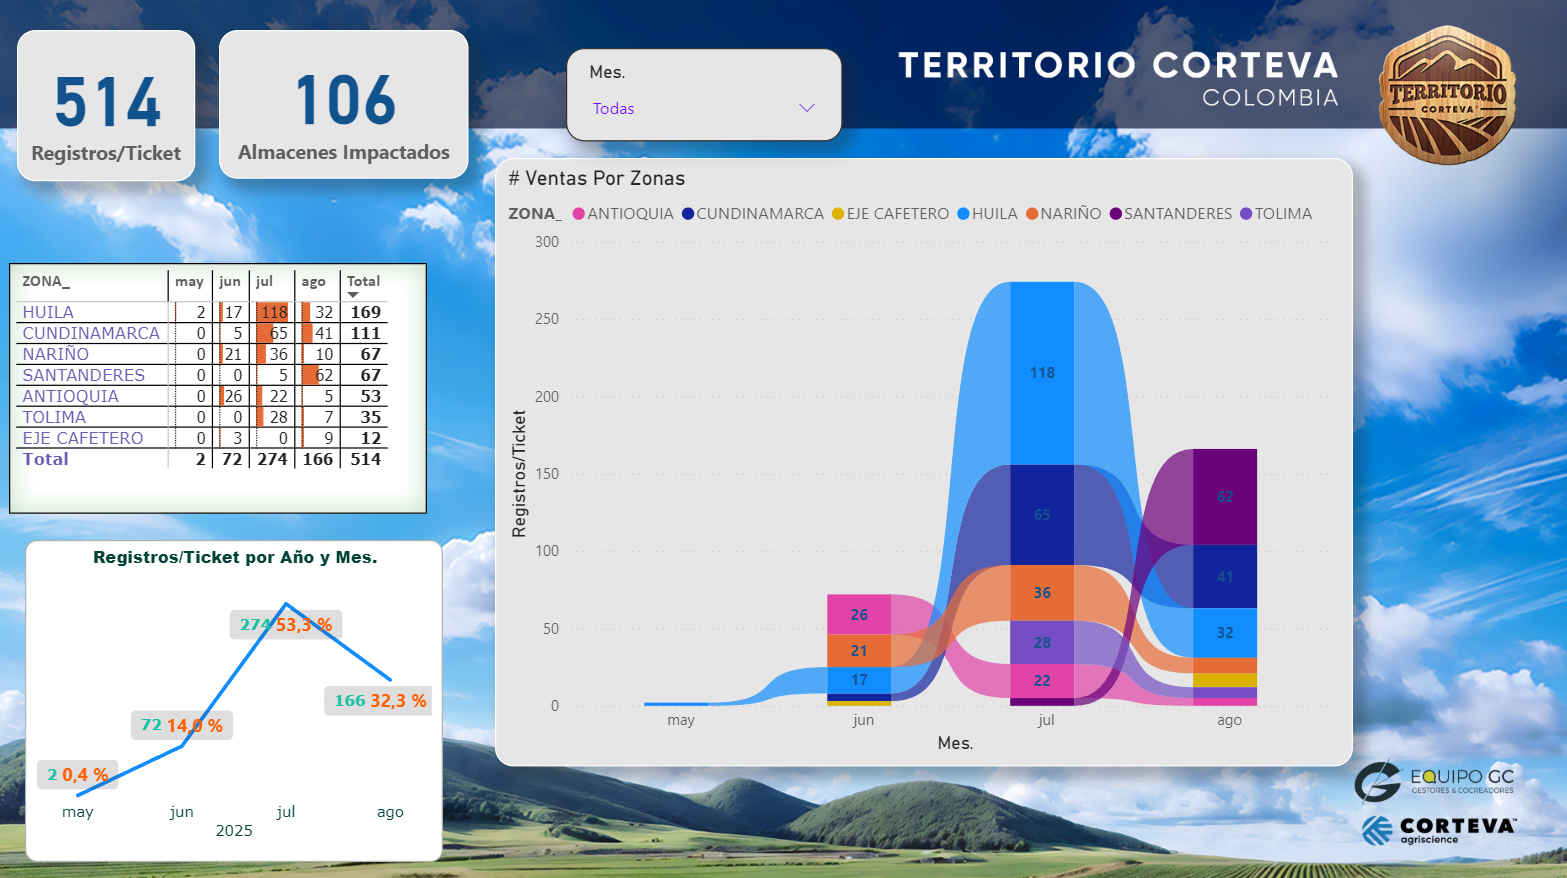 514
Registros/Ticket
106
Almacenes Impactados
Mes.
Todas
TERRITORIO CORTEVA
COLOMBIA
TERRITORIO
CORTEVA
ZONA_ may jun jul ago Total
HUILA 2 17 118 32 169
CUNDINAMARCA 0 5 65 41 111
NARIÑO 0 21 36 10 67
SANTANDERES 0 0 5 62 67
ANTIOQUIA 0 26 22 5 53
TOLIMA 0 0 28 7 35
EJE CAFETERO 0 3 0 9 12
Total 2 72 274 166 514
Registros/Ticket por Año y Mes.
274 53,3 %
166 32,3 %
72 14,0 %
2 0,4 %
may jun jul ago
2025
# Ventas Por Zonas
ZONA_ ANTIOQUIA CUNDINAMARCA EJE CAFETERO HUILA NARIÑO SANTANDERES TOLIMA
Registros/Ticket
300
250
200
150
100
50
0
118
65
36
28
22
26
21
17
62
41
32
may jun jul ago
Mes.
EQUIPO GC
GESTORES & COCREADORES
CORTEVA™
agriscience